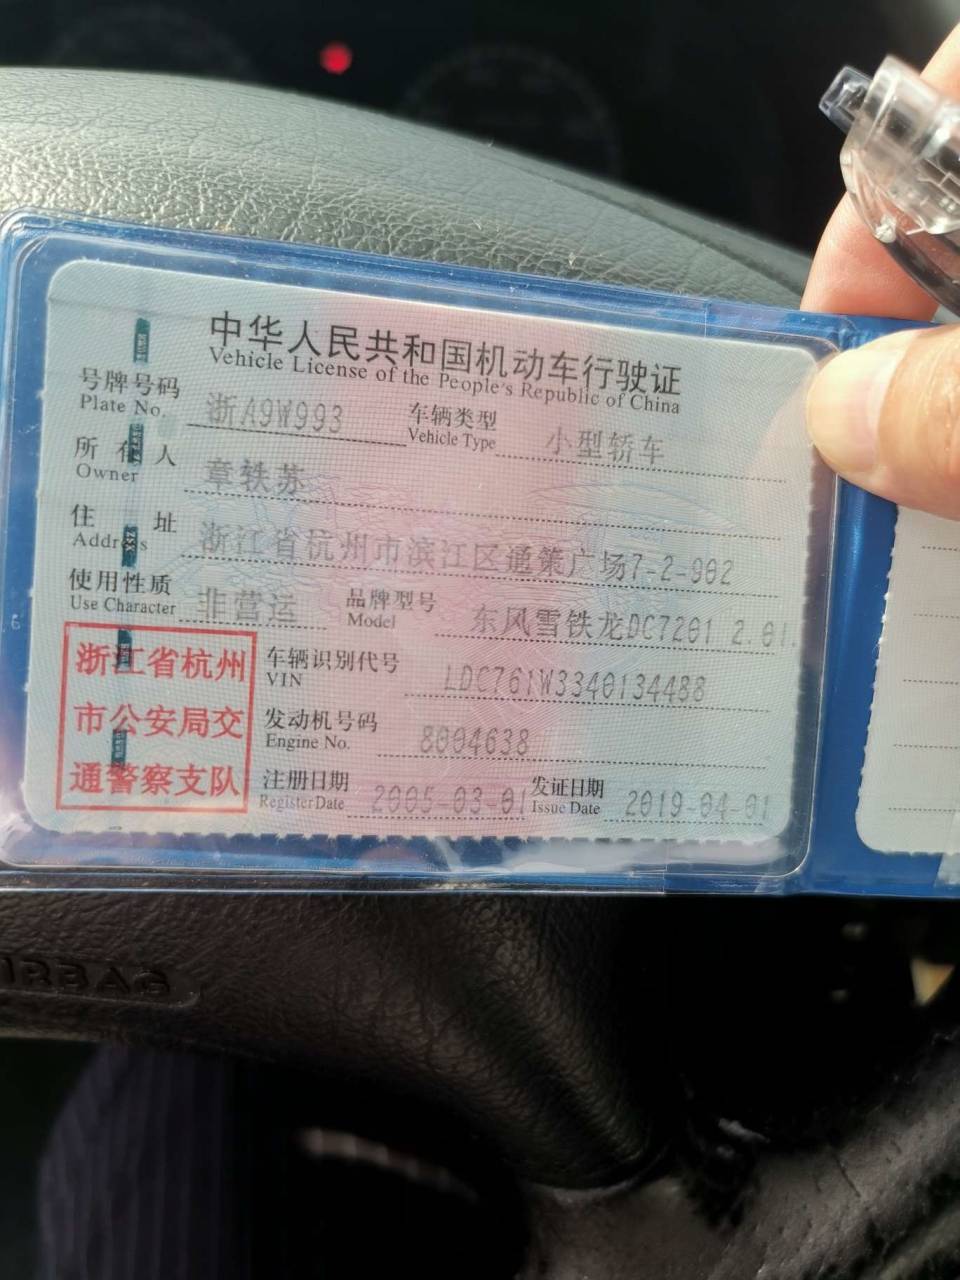 中华人民共和国机动车行驶证
Vehicle License of the People's Republic of China
号牌号码 浙A9W993 车辆类型 小型轿车
Plate No. Vehicle Type
所有人 章轶苏
Owner
住址 浙江省杭州市滨江区通策广场7-2-902
Address
使用性质 非营运 品牌型号 东风雪铁龙DC7201 2.0i
Use Character Model
浙江省杭州
市公安局交
通警察支队
车辆识别代号 LDC761W3340134488
VIN
发动机号码 8004638
Engine No.
注册日期 2005-03-01 发证日期 2019-04-01
Register Date Issue Date
AIRBAG